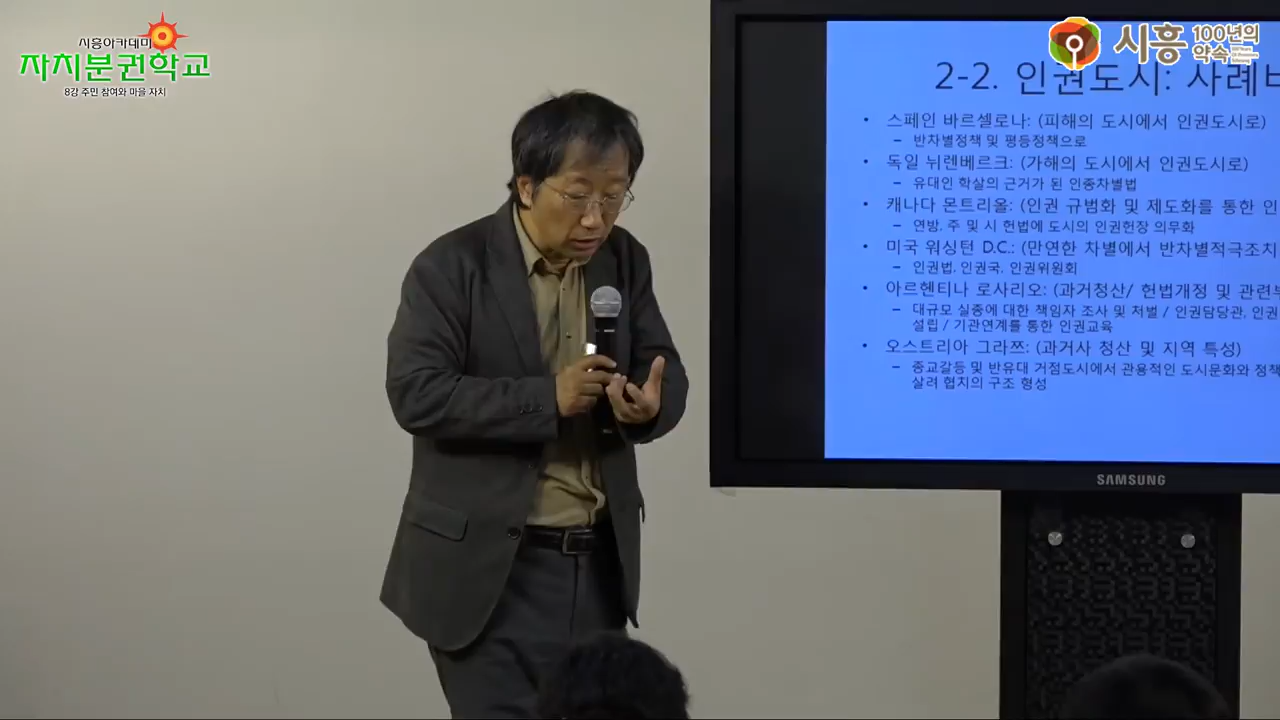 시흥아카데미
자치분권학교
8강 주민 참여와 마을 자치
시흥 100년의 약속
2-2. 인권도시: 사례
• 스페인 바르셀로나: (피해의 도시에서 인권도시로)
– 반차별정책 및 평등정책으로
• 독일 뉘렌베르크: (가해의 도시에서 인권도시로)
– 유대인 학살의 근거가 된 인종차별법
• 캐나다 몬트리올: (인권 규범화 및 제도화를 통한 인
– 연방, 주 및 시 헌법에 도시의 인권헌장 의무화
• 미국 워싱턴 D.C.: (만연한 차별에서 반차별적극조치
– 인권법, 인권국, 인권위원회
• 아르헨티나 로사리오: (과거청산/ 헌법개정 및 관련
– 대규모 실종에 대한 책임자 조사 및 처벌 / 인권담당관, 인권
설립 / 기관연계를 통한 인권교육
• 오스트리아 그라쯔: (과거사 청산 및 지역 특성)
– 종교갈등 및 반유대 거점도시에서 관용적인 도시문화와 정책
살려 협치의 구조 형성
SAMSUNG